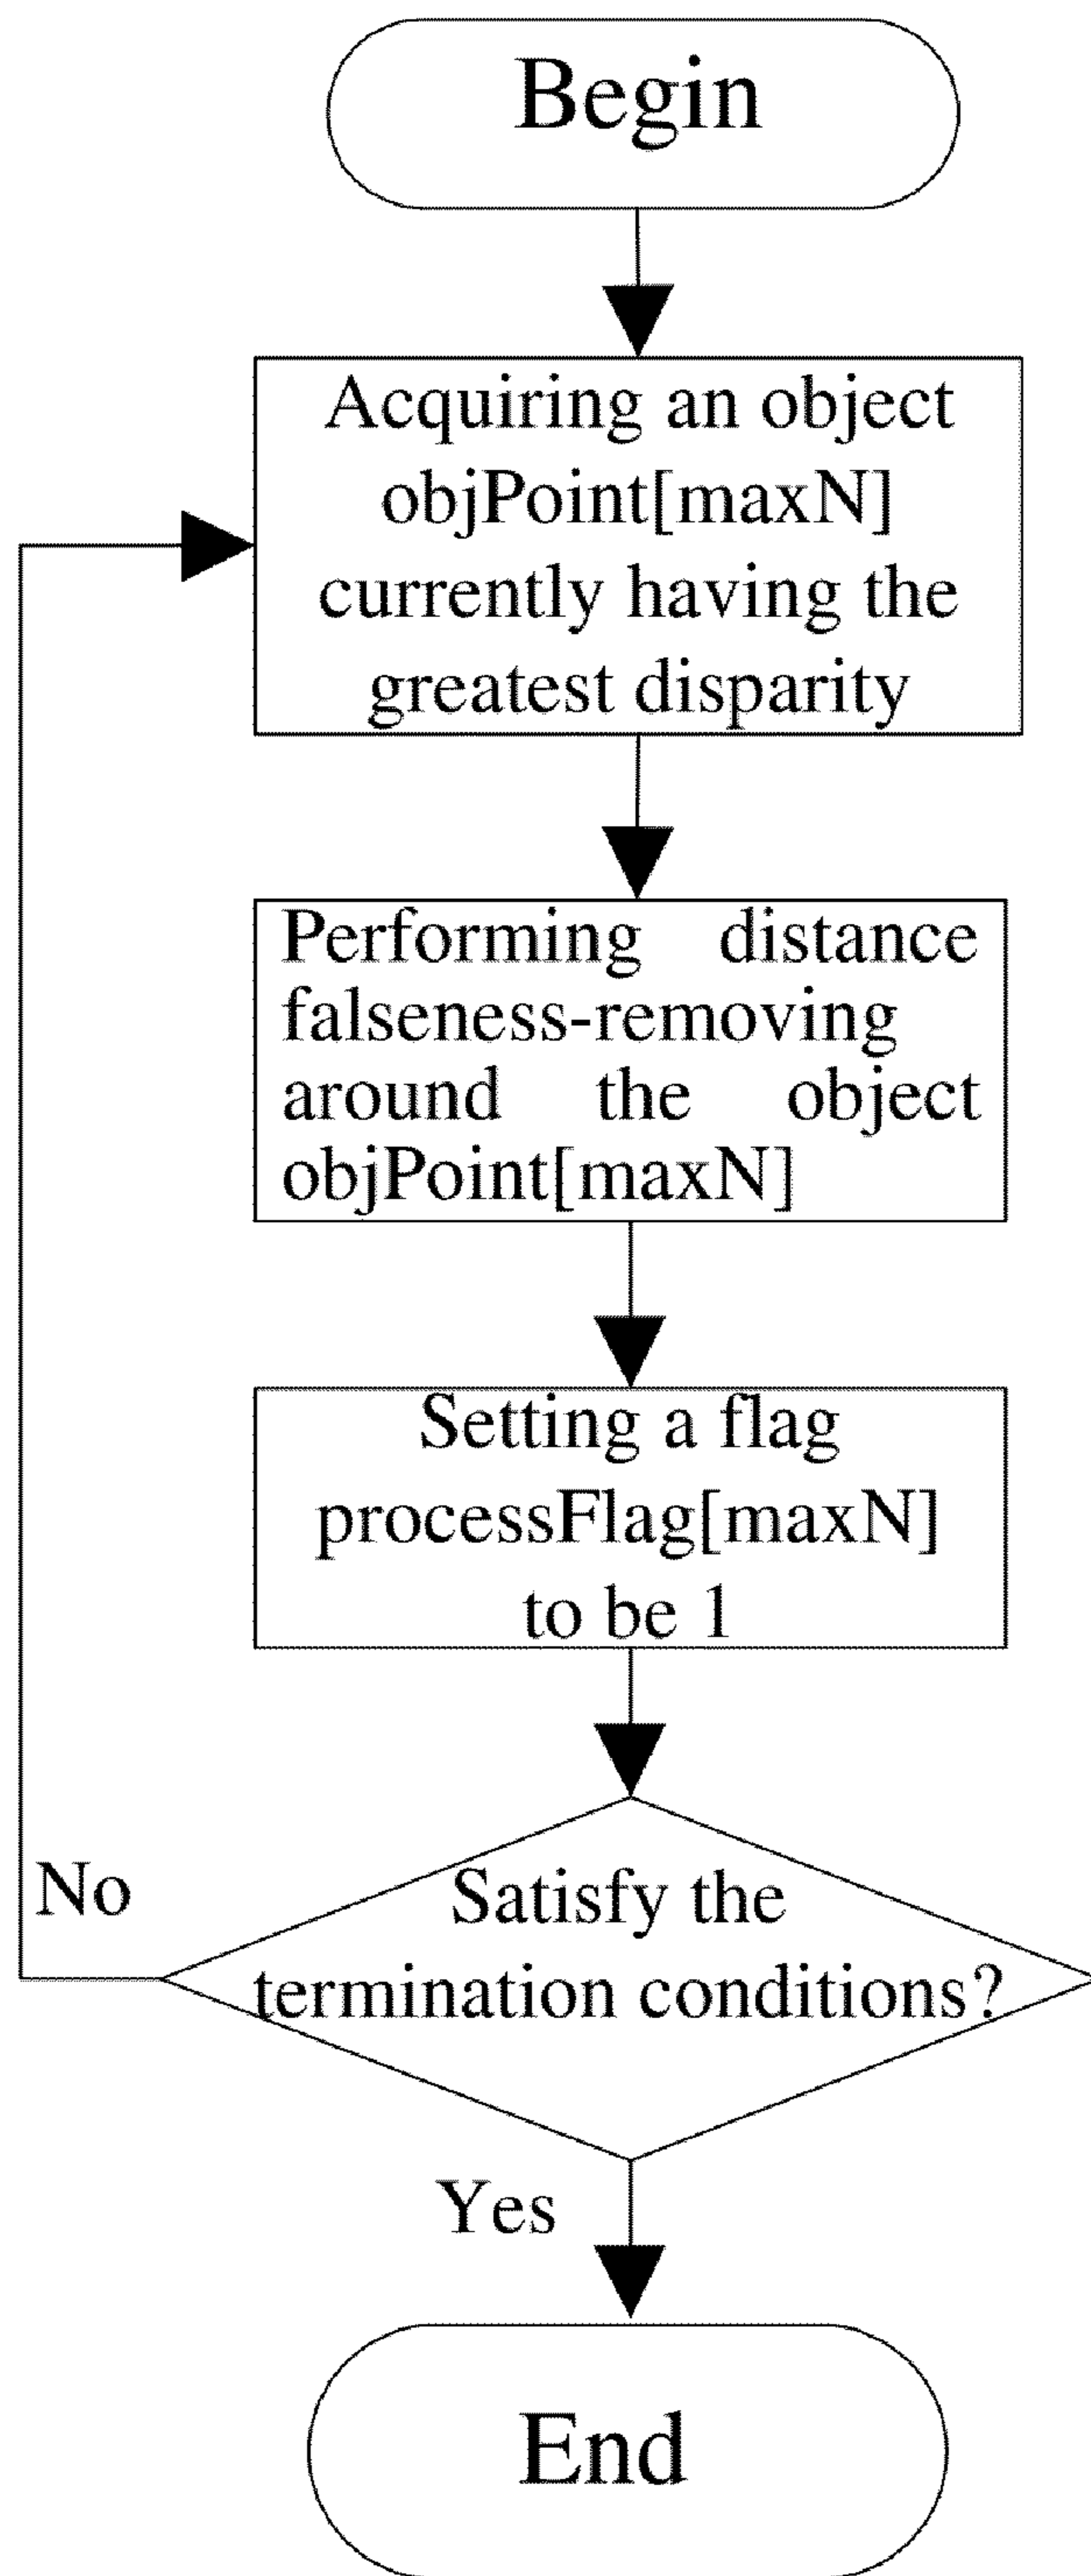 Begin
Acquiring an object
objPoint[maxN]
currently having the
greatest disparity
Performing distance
falseness-removing
around the object
objPoint[maxN]
Setting a flag
processFlag[maxN]
to be 1
Satisfy the
termination conditions?
No
Yes
End